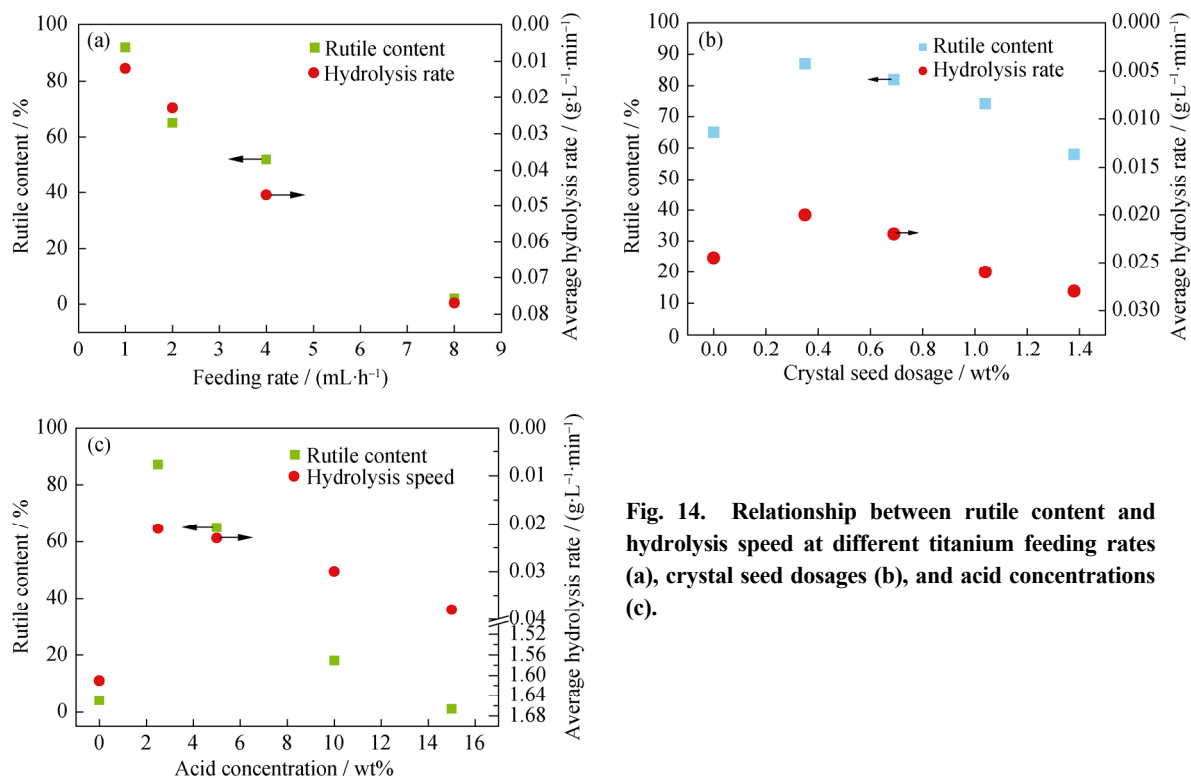 (a)
Rutile content
Hydrolysis rate
100
80
60
40
20
0
Rutile content / %
0.00
0.01
0.02
0.03
0.04
0.05
0.06
0.07
0.08
Average hydrolysis rate / (g·L⁻¹·min⁻¹)
0 1 2 3 4 5 6 7 8 9
Feeding rate / (mL·h⁻¹)
(b)
Rutile content
Hydrolysis rate
100
90
80
70
60
50
40
30
20
10
0
Rutile content / %
0.000
0.005
0.010
0.015
0.020
0.025
0.030
Average hydrolysis rate / (g·L⁻¹·min⁻¹)
0.0 0.2 0.4 0.6 0.8 1.0 1.2 1.4
Crystal seed dosage / wt%
(c)
Rutile content
Hydrolysis speed
100
80
60
40
20
0
Rutile content / %
0.00
0.01
0.02
0.03
0.04
1.52
1.56
1.60
1.64
1.68
Average hydrolysis rate / (g·L⁻¹·min⁻¹)
0 2 4 6 8 10 12 14 16
Acid concentration / wt%
Fig. 14. Relationship between rutile content and
hydrolysis speed at different titanium feeding rates
(a), crystal seed dosages (b), and acid concentrations
(c).